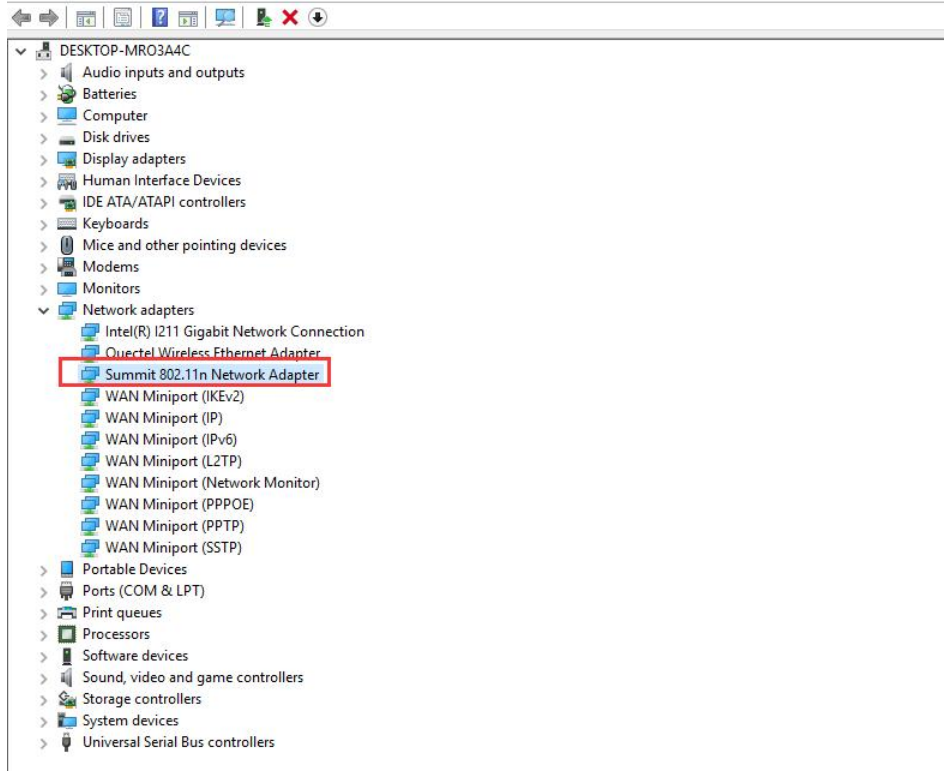 DESKTOP-MRO3A4C
Audio inputs and outputs
Batteries
Computer
Disk drives
Display adapters
Human Interface Devices
IDE ATA/ATAPI controllers
Keyboards
Mice and other pointing devices
Modems
Monitors
Network adapters
Intel(R) I211 Gigabit Network Connection
Quectel Wireless Ethernet Adapter
Summit 802.11n Network Adapter
WAN Miniport (IKEv2)
WAN Miniport (IP)
WAN Miniport (IPv6)
WAN Miniport (L2TP)
WAN Miniport (Network Monitor)
WAN Miniport (PPPOE)
WAN Miniport (PPTP)
WAN Miniport (SSTP)
Portable Devices
Ports (COM & LPT)
Print queues
Processors
Software devices
Sound, video and game controllers
Storage controllers
System devices
Universal Serial Bus controllers